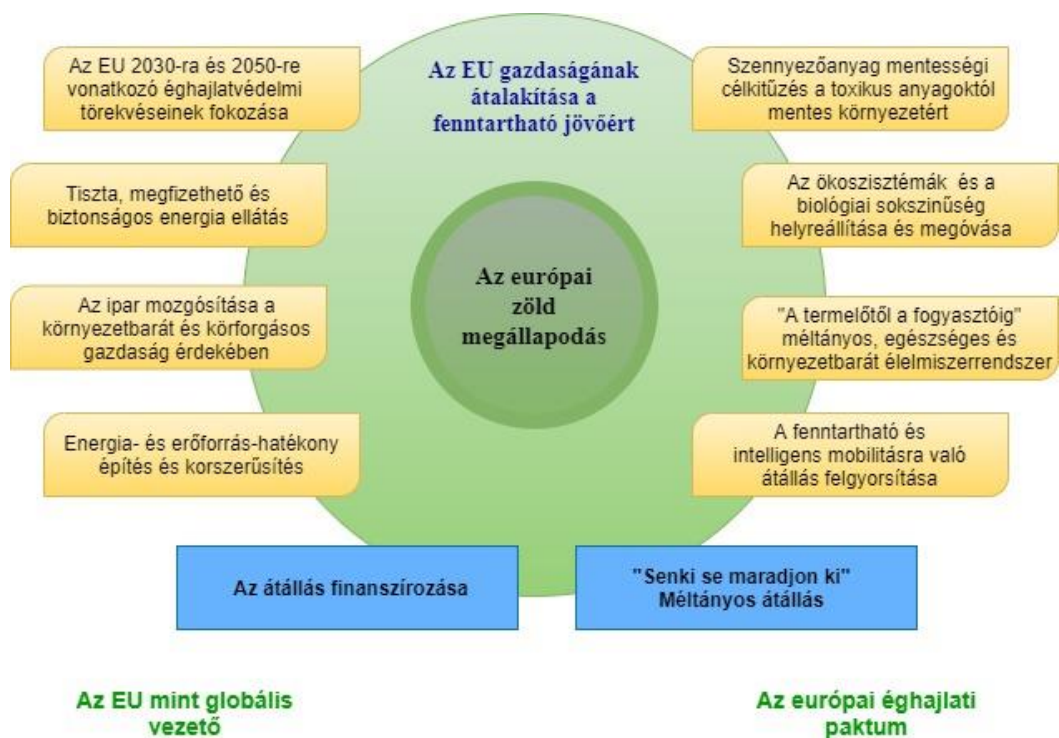 Az EU gazdaságának
átalakítása a
fenntartható jövőért
Az európai
zöld
megállapodás
Az EU 2030-ra és 2050-re
vonatkozó éghajlatvédelmi
törekvéseinek fokozása
Tiszta, megfizethető és
biztonságos energia ellátás
Az ipar mozgósítása a
környezetbarát és körforgásos
gazdaság érdekében
Energia- és erőforrás-hatékony
építés és korszerűsítés
Szennyezőanyag mentességi
célkitűzés a toxikus anyagoktól
mentes környezetért
Az ökoszisztémák és a
biológiai sokszinűség
helyreállítása és megóvása
"A termelőtől a fogyasztóig"
méltányos, egészséges és
környezetbarát élelmiszerrendszer
A fenntartható és
intelligens mobilitásra való
átállás felgyorsítása
Az átállás finanszírozása
"Senki se maradjon ki"
Méltányos átállás
Az EU mint globális
vezető
Az európai éghajlati
paktum